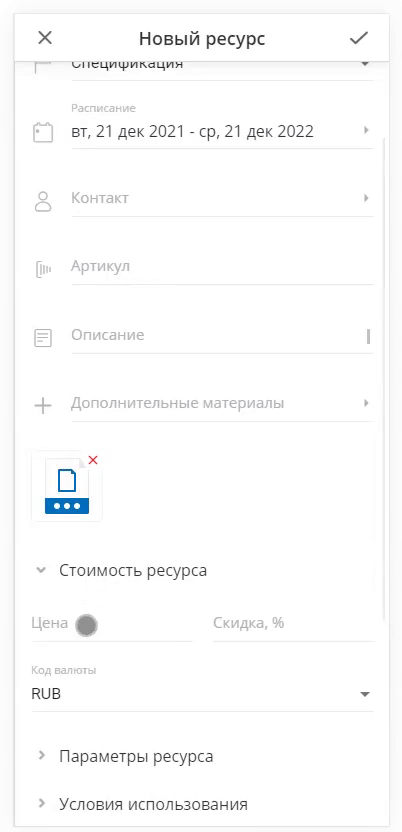 Новый ресурс
Спецификация
Расписание
вт, 21 дек 2021 - ср, 21 дек 2022
Контакт
Артикул
Описание
Дополнительные материалы
Стоимость ресурса
Цена
Скидка, %
Код валюты
RUB
Параметры ресурса
Условия использования